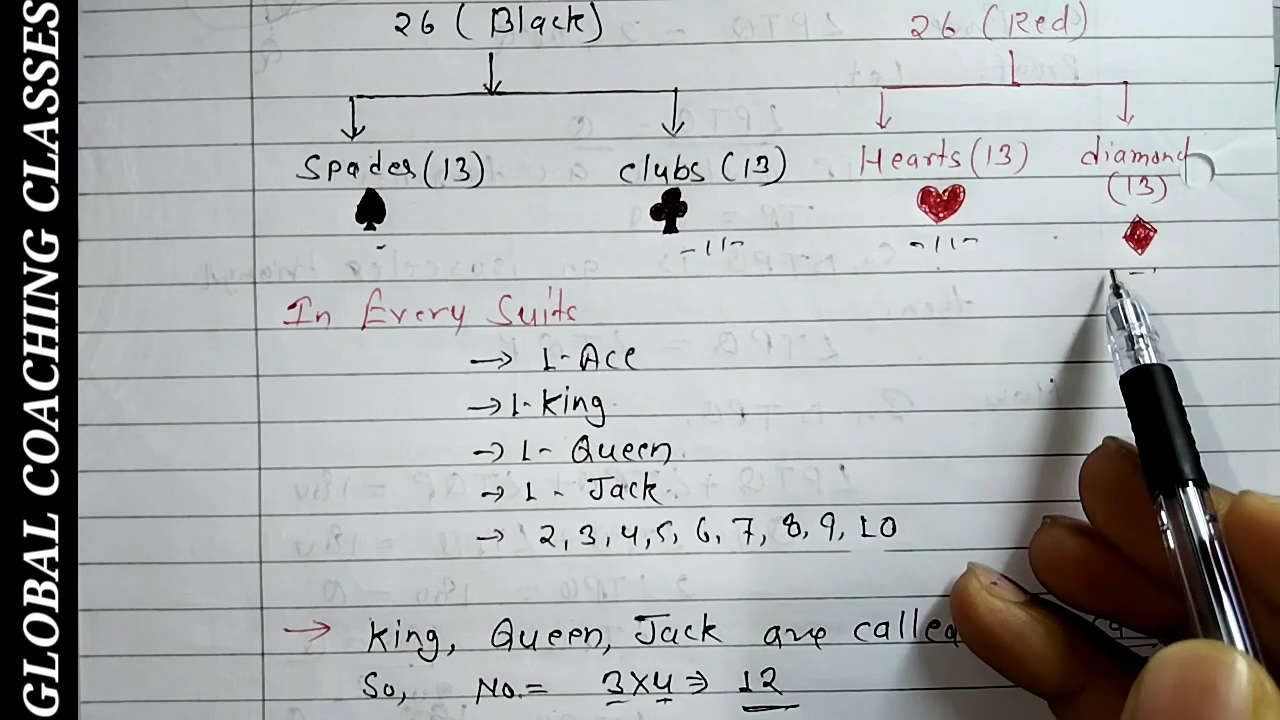 GLOBAL COACHING CLASSES
26 (Black) 26 (Red)
Spades (13) clubs (13) Hearts (13) diamond
(13)
-11- -11-
In Every Suits
→ 1-Ace
→ 1-King
→ 1- Queen.
→ 1 - Jack
→ 2, 3, 4, 5, 6, 7, 8, 9, 10
→ King, Queen, Jack are called
So, No. = 3×4 ⇒ 12